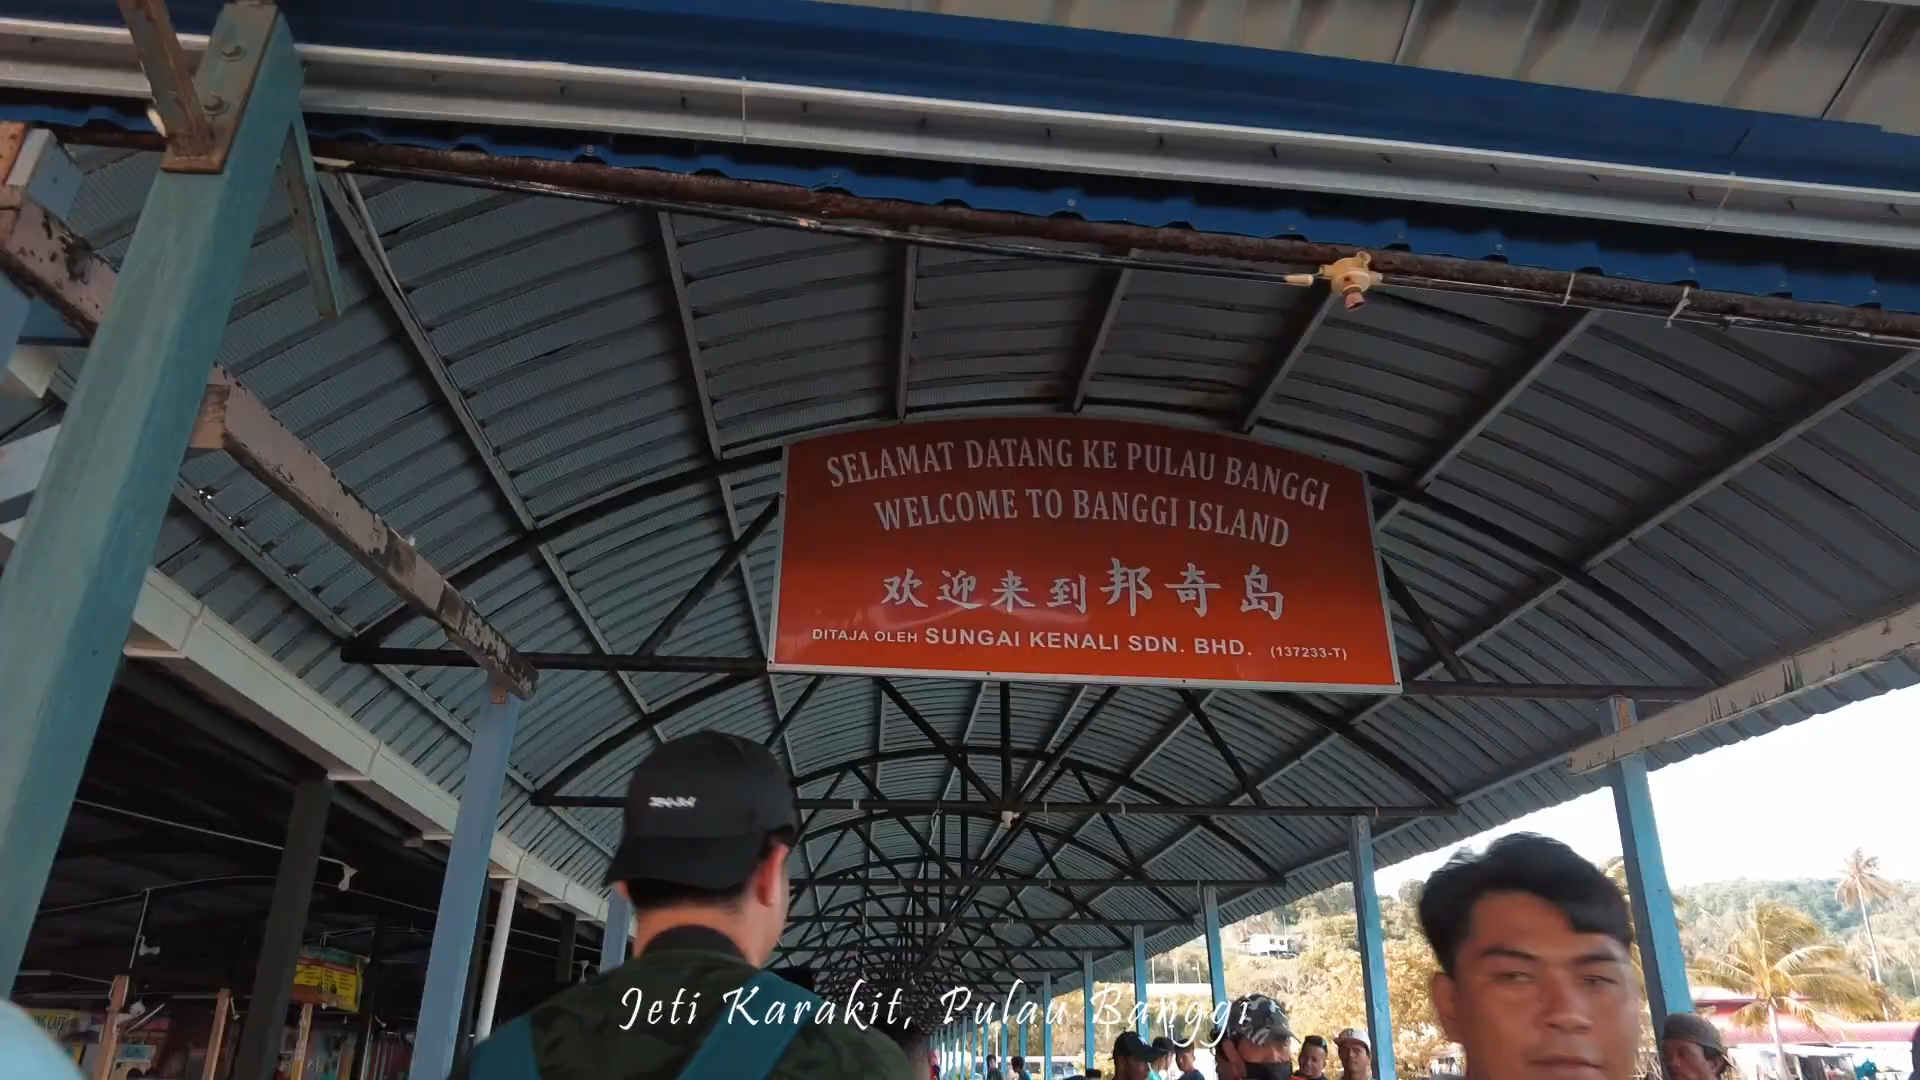 SELAMAT DATANG KE PULAU BANGGI
WELCOME TO BANGGI ISLAND
欢迎来到邦奇岛
DITAJA OLEH SUNGAI KENALI SDN. BHD. (137233-T)
Jeti Karakit, Pulau Banggi